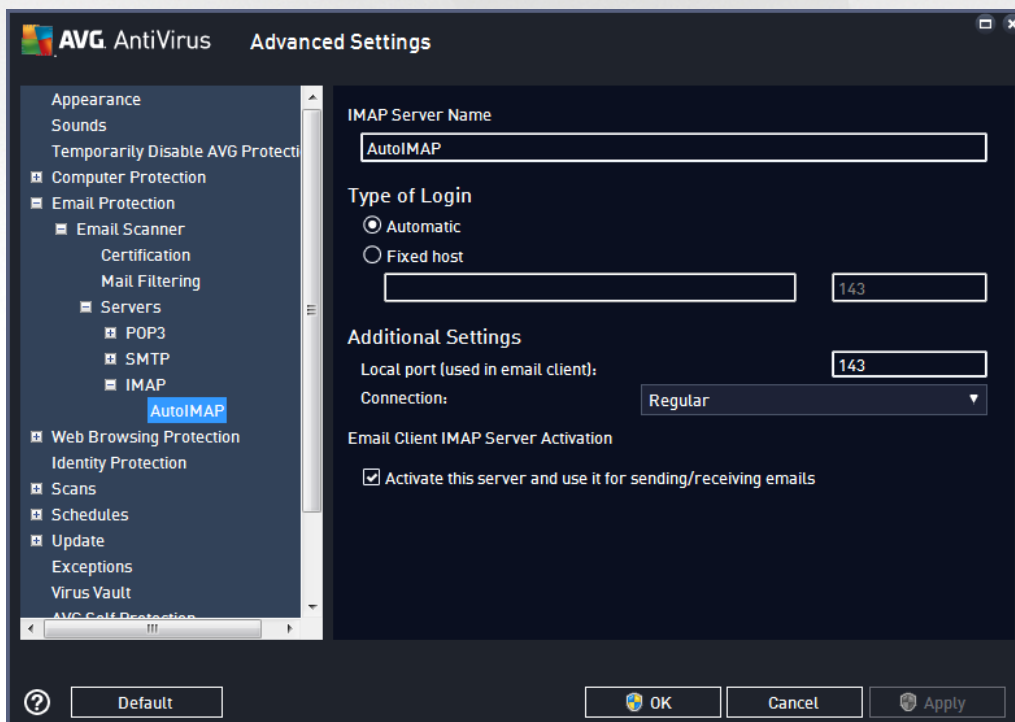 AVG AntiVirus Advanced Settings
Appearance
Sounds
Temporarily Disable AVG Protecti
Computer Protection
Email Protection
Email Scanner
Certification
Mail Filtering
Servers
POP3
SMTP
IMAP
AutoIMAP
Web Browsing Protection
Identity Protection
Scans
Schedules
Update
Exceptions
Virus Vault
AVG Self Protection
IMAP Server Name
AutoIMAP
Type of Login
Automatic
Fixed host
143
Additional Settings
Local port (used in email client): 143
Connection: Regular
Email Client IMAP Server Activation
Activate this server and use it for sending/receiving emails
Default OK Cancel Apply